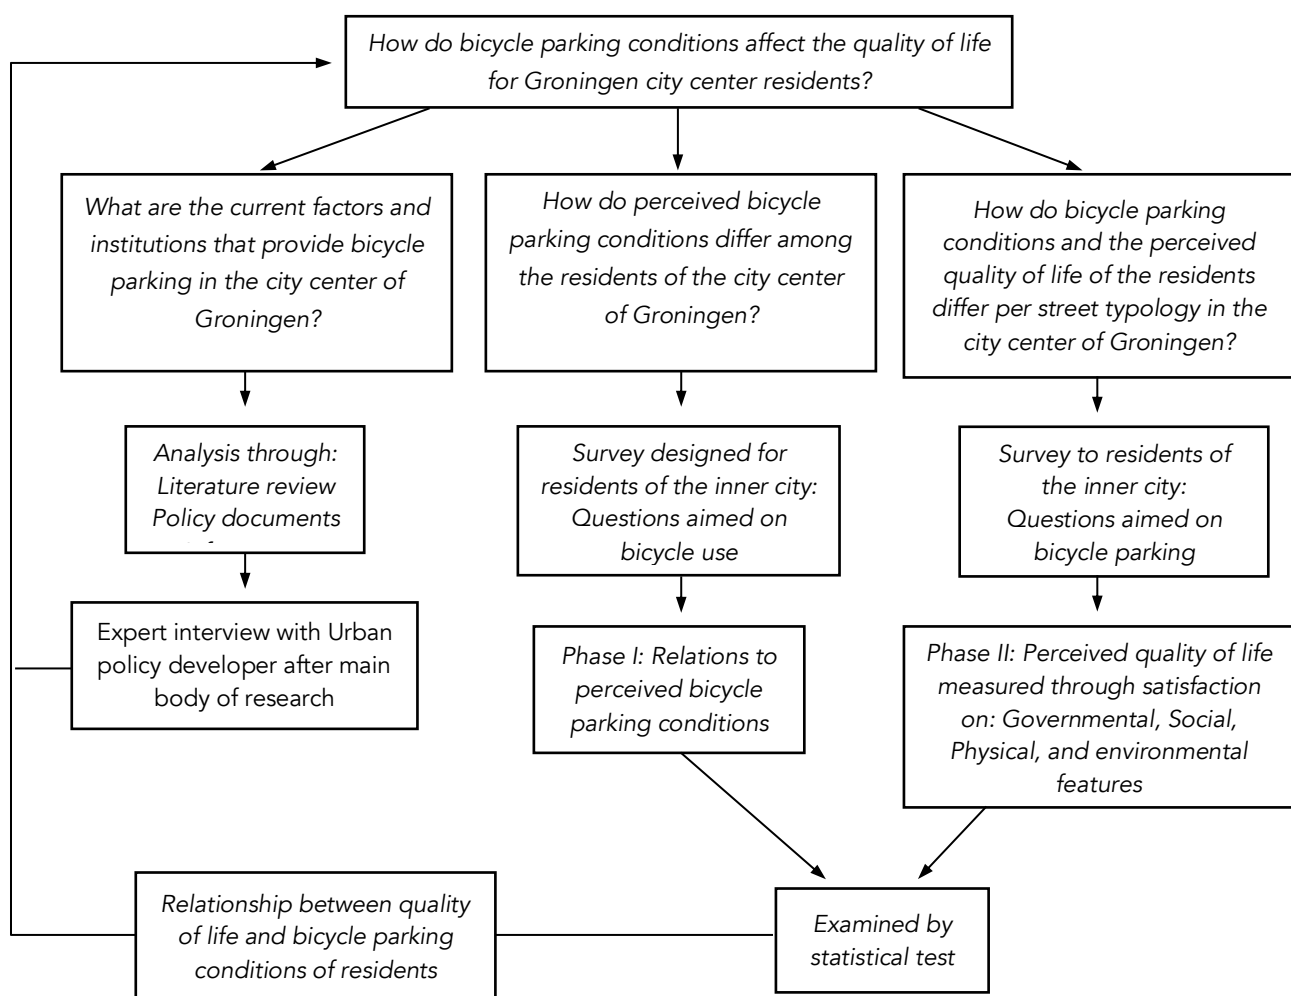 How do bicycle parking conditions affect the quality of life
for Groningen city center residents?
What are the current factors and
institutions that provide bicycle
parking in the city center of
Groningen?
How do perceived bicycle
parking conditions differ among
the residents of the city center
of Groningen?
How do bicycle parking
conditions and the perceived
quality of life of the residents
differ per street typology in the
city center of Groningen?
Analysis through:
Literature review
Policy documents
Survey designed for
residents of the inner city:
Questions aimed on
bicycle use
Survey to residents of
the inner city:
Questions aimed on
bicycle parking
Expert interview with Urban
policy developer after main
body of research
Phase I: Relations to
perceived bicycle
parking conditions
Phase II: Perceived quality of life
measured through satisfaction
on: Governmental, Social,
Physical, and environmental
features
Relationship between quality
of life and bicycle parking
conditions of residents
Examined by
statistical test